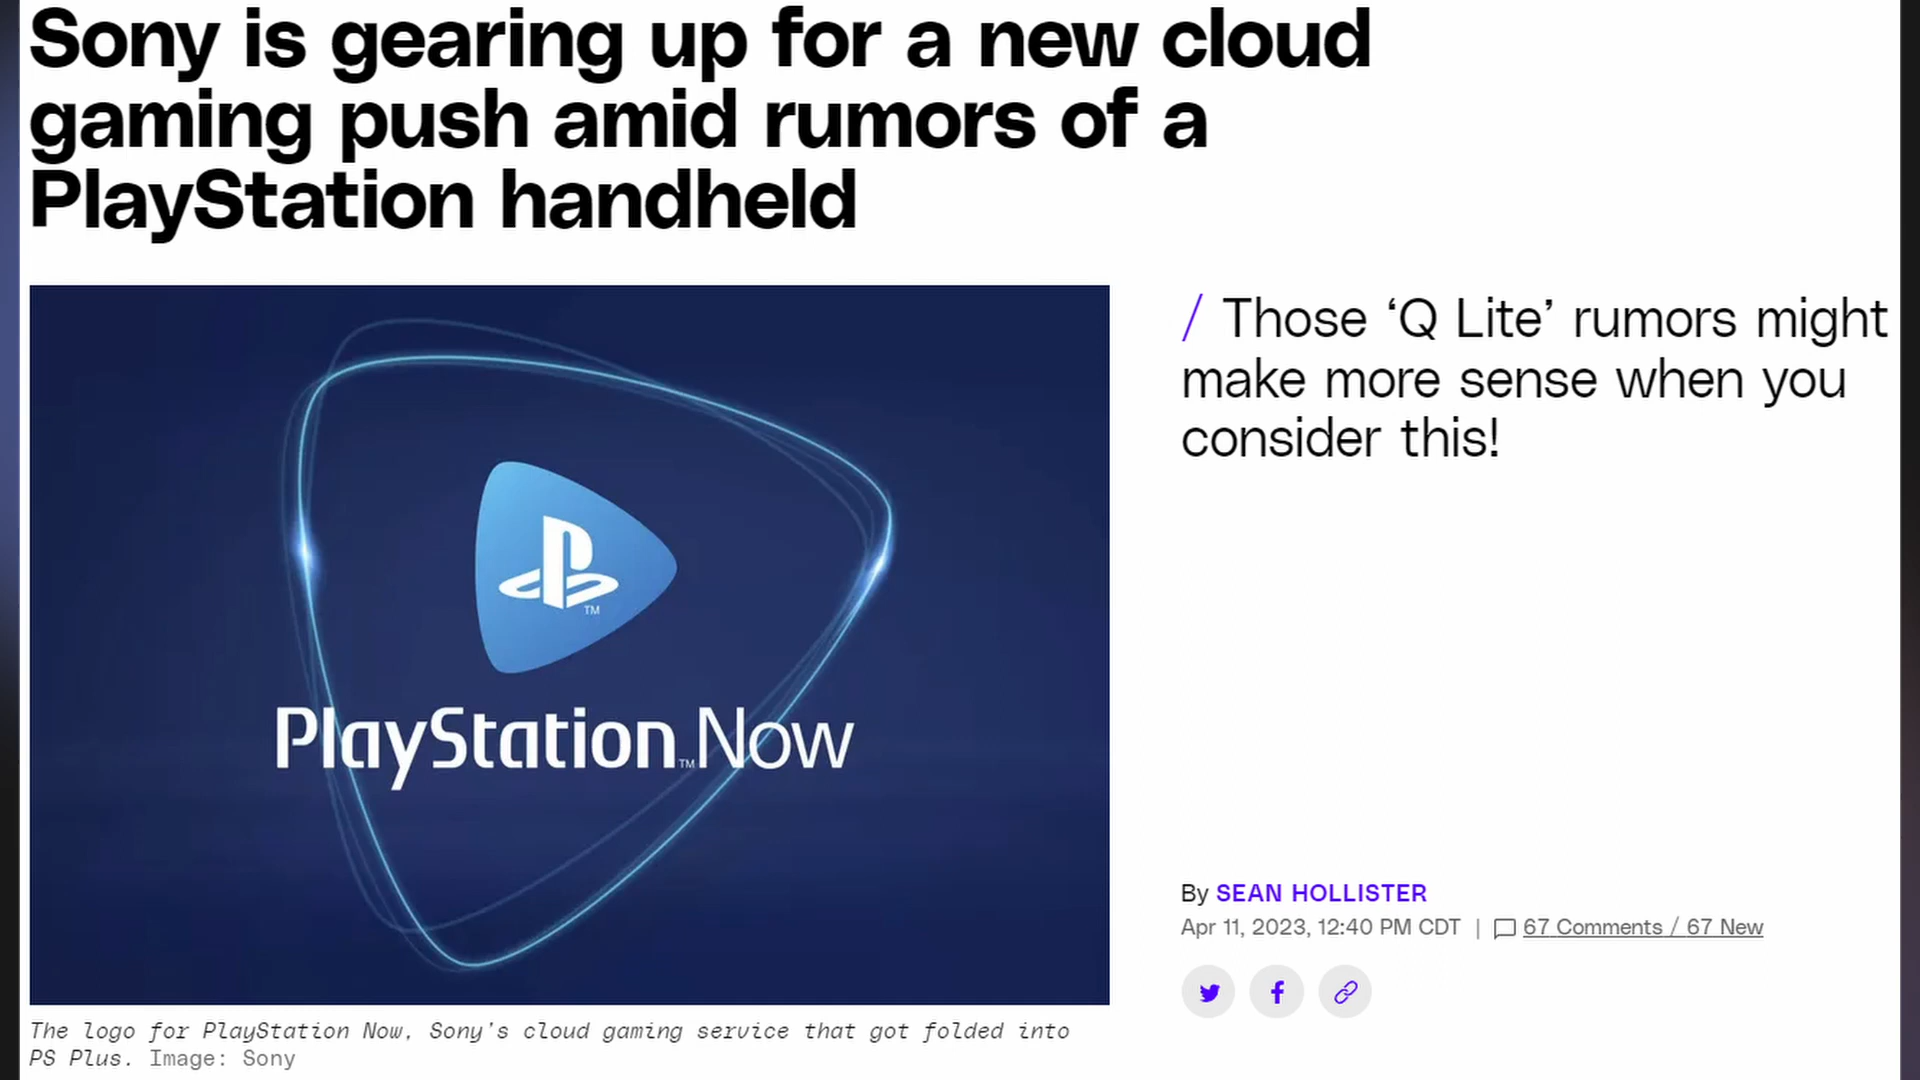 Sony is gearing up for a new cloud
gaming push amid rumors of a
PlayStation handheld
/ Those ‘Q Lite’ rumors might
make more sense when you
consider this!
TM
PlayStation™Now
By SEAN HOLLISTER
Apr 11, 2023, 12:40 PM CDT | 67 Comments / 67 New
The logo for PlayStation Now, Sony’s cloud gaming service that got folded into
PS Plus. Image: Sony